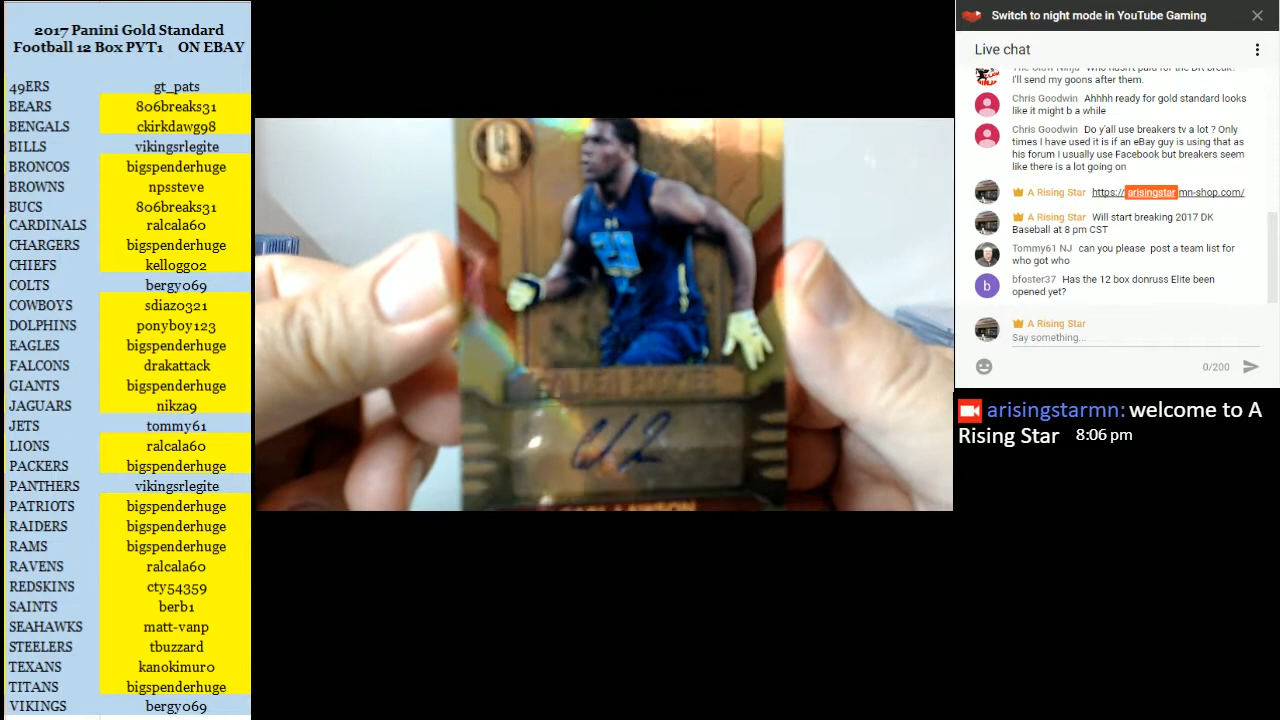 2017 Panini Gold Standard
Football 12 Box PYT1 ON EBAY
49ERS gt_pats
BEARS 806breaks31
BENGALS ckirkdawg98
BILLS vikingsrlegite
BRONCOS bigspenderhuge
BROWNS npssteve
BUCS 806breaks31
CARDINALS ralcala60
CHARGERS bigspenderhuge
CHIEFS kellogg02
COLTS bergy069
COWBOYS sdiazo321
DOLPHINS ponyboy123
EAGLES bigspenderhuge
FALCONS drakattack
GIANTS bigspenderhuge
JAGUARS nikza9
JETS tommy61
LIONS ralcala60
PACKERS bigspenderhuge
PANTHERS vikingsrlegite
PATRIOTS bigspenderhuge
RAIDERS bigspenderhuge
RAMS bigspenderhuge
RAVENS ralcala60
REDSKINS cty54359
SAINTS berb1
SEAHAWKS matt-vanp
STEELERS tbuzzard
TEXANS kanokimuro
TITANS bigspenderhuge
VIKINGS bergy069
Switch to night mode in YouTube Gaming
Live chat
I'll send my goons after them.
Chris Goodwin Ahhhh ready for gold standard looks
like it might b a while
Chris Goodwin Do y'all use breakers tv a lot ? Only
times I have used it is if an eBay guy is using that as
his forum I usually use Facebook but breakers seem
like there is a lot going on
A Rising Star https://arisingstarmn-shop.com/
A Rising Star Will start breaking 2017 DK
Baseball at 8 pm CST
Tommy61 NJ can you please post a team list for
who got who
b
bfoster37 Has the 12 box donruss Elite been
opened yet?
A Rising Star
Say something...
0/200
arisingstarmn: welcome to A
Rising Star 8:06 pm